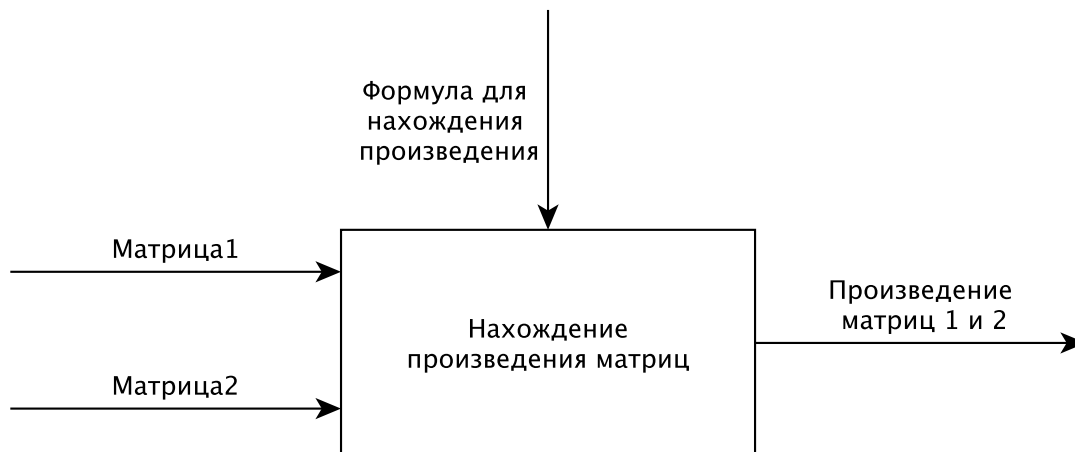 Формула для
нахождения
произведения
Матрица1
Произведение
матриц 1 и 2
Нахождение
произведения матриц
Матрица2